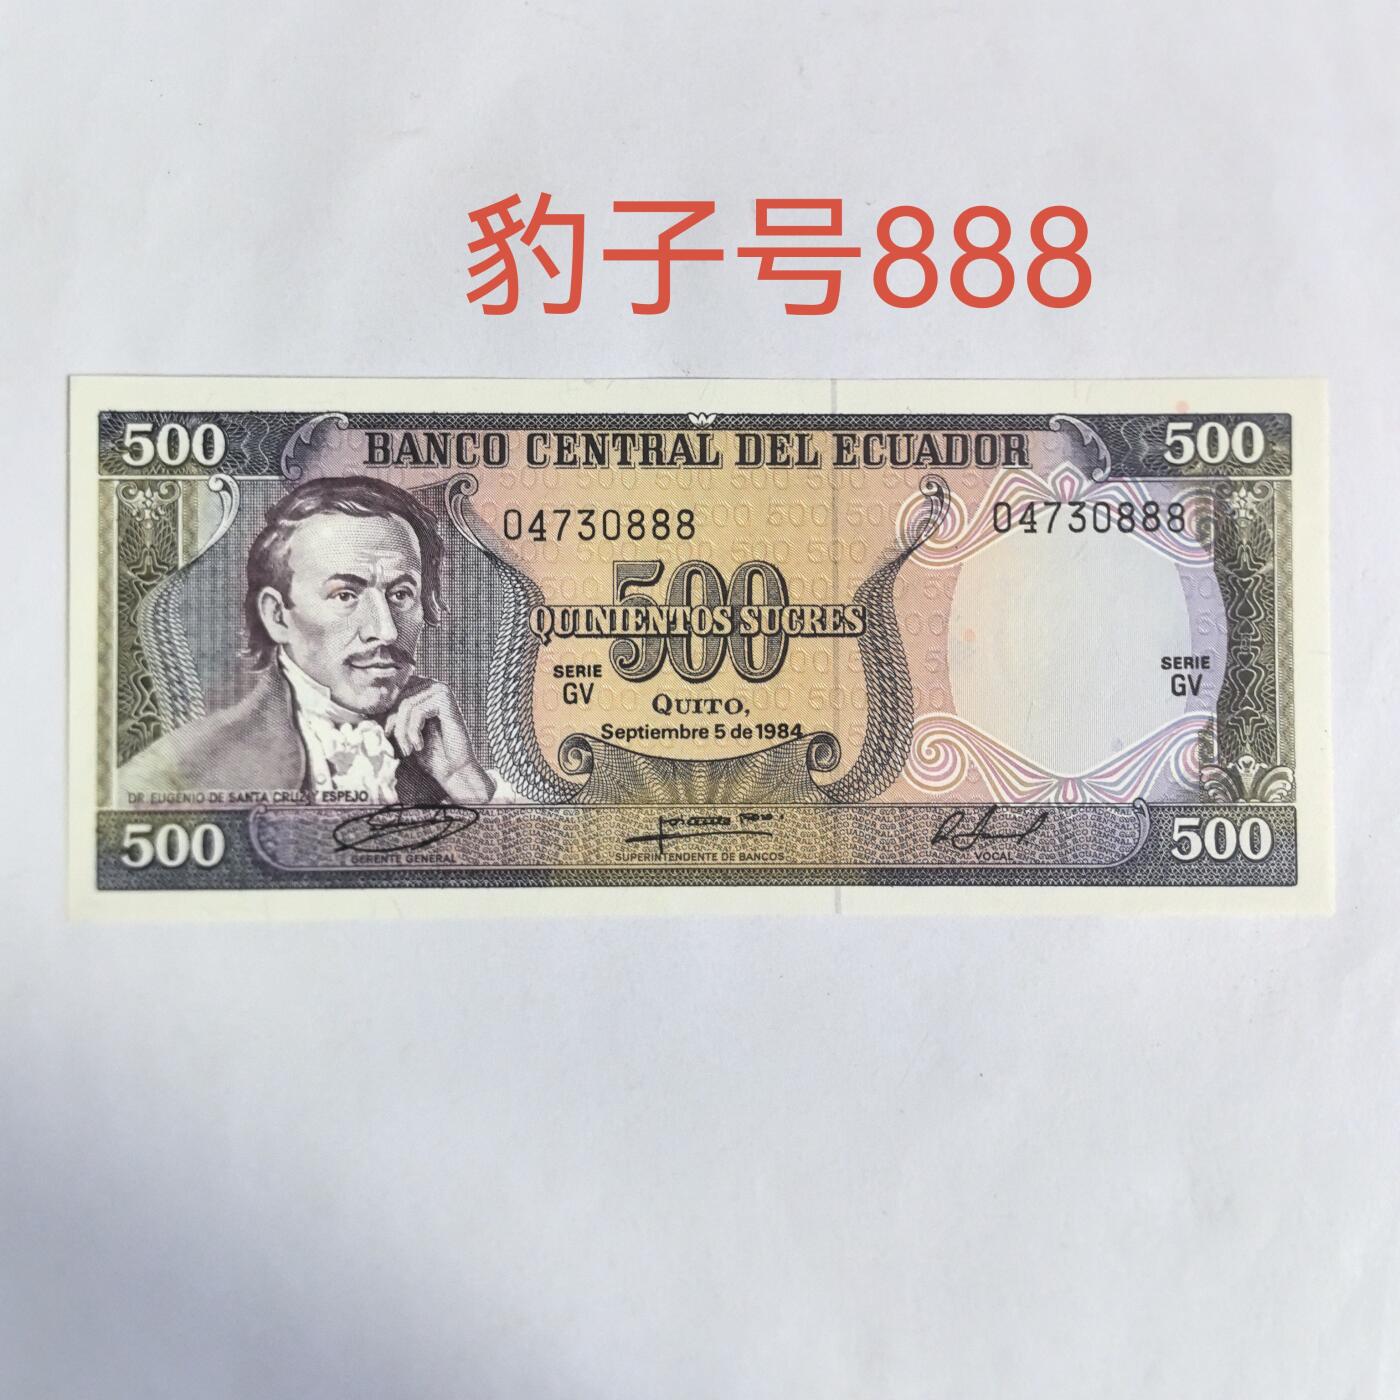 豹子号888
500 BANCO CENTRAL DEL ECUADOR 500
04730888 04730888
500
QUINIENTOS SUCRES
SERIE
GV
SERIE
GV
QUITO,
Septiembre 5 de 1984
DR. EUGENIO DE SANTA CRUZ Y ESPEJO
500 500
GERENTE GENERAL SUPERINTENDENTE DE BANCOS VOCAL